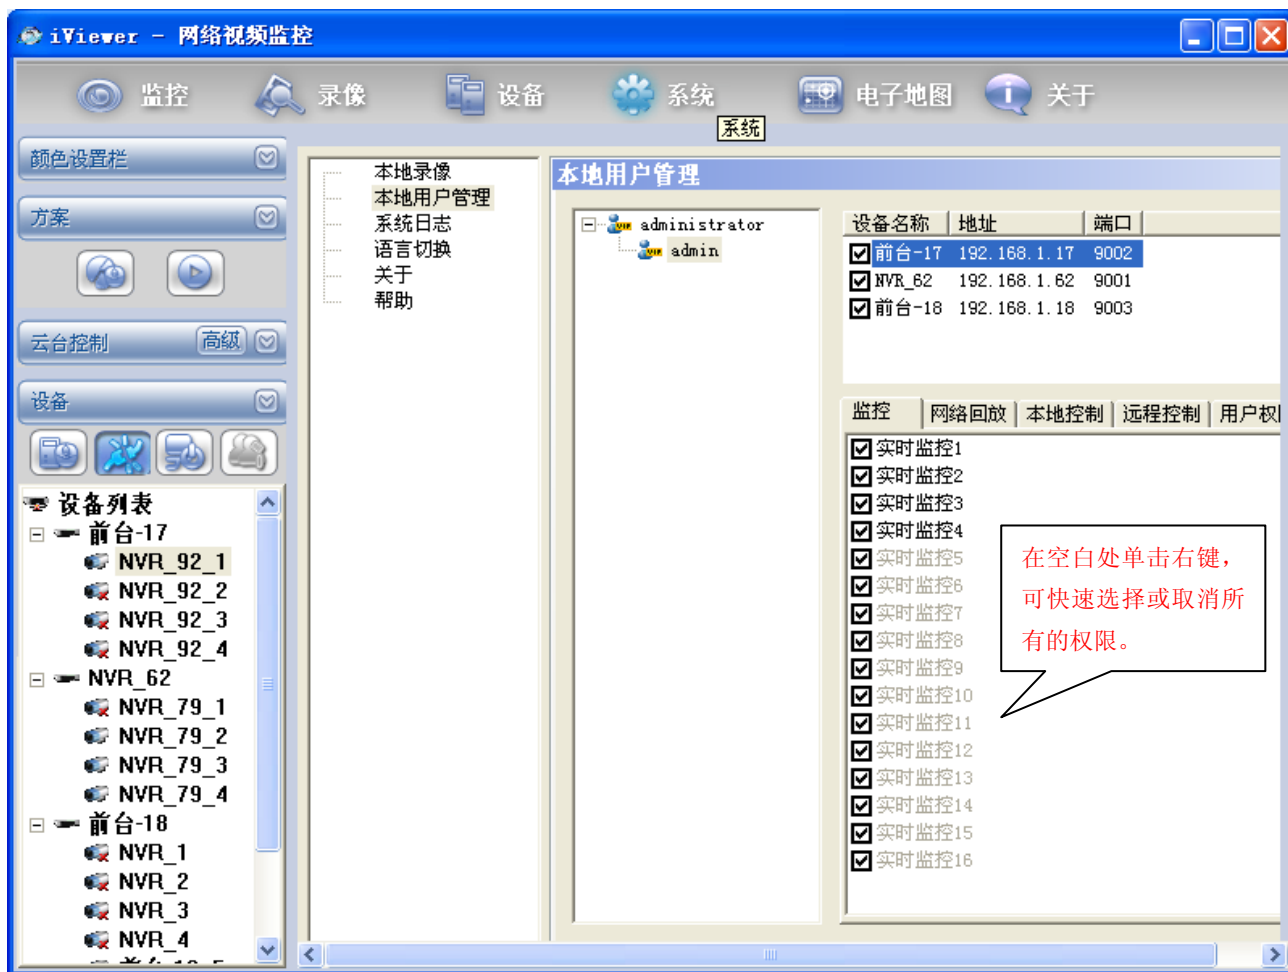 iViewer - 网络视频监控
监控 录像 设备 系统 电子地图 关于
系统
颜色设置栏
方案
云台控制 高级
设备
设备列表
前台-17
NVR_92_1
NVR_92_2
NVR_92_3
NVR_92_4
NVR_62
NVR_79_1
NVR_79_2
NVR_79_3
NVR_79_4
前台-18
NVR_1
NVR_2
NVR_3
NVR_4
本地录像
本地用户管理
系统日志
语言切换
关于
帮助
本地用户管理
administrator
admin
设备名称 地址 端口
前台-17 192.168.1.17 9002
NVR_62 192.168.1.62 9001
前台-18 192.168.1.18 9003
监控 网络回放 本地控制 远程控制 用户权
实时监控1
实时监控2
实时监控3
实时监控4
实时监控5
实时监控6
实时监控7
实时监控8
实时监控9
实时监控10
实时监控11
实时监控12
实时监控13
实时监控14
实时监控15
实时监控16
在空白处单击右键，
可快速选择或取消所
有的权限。